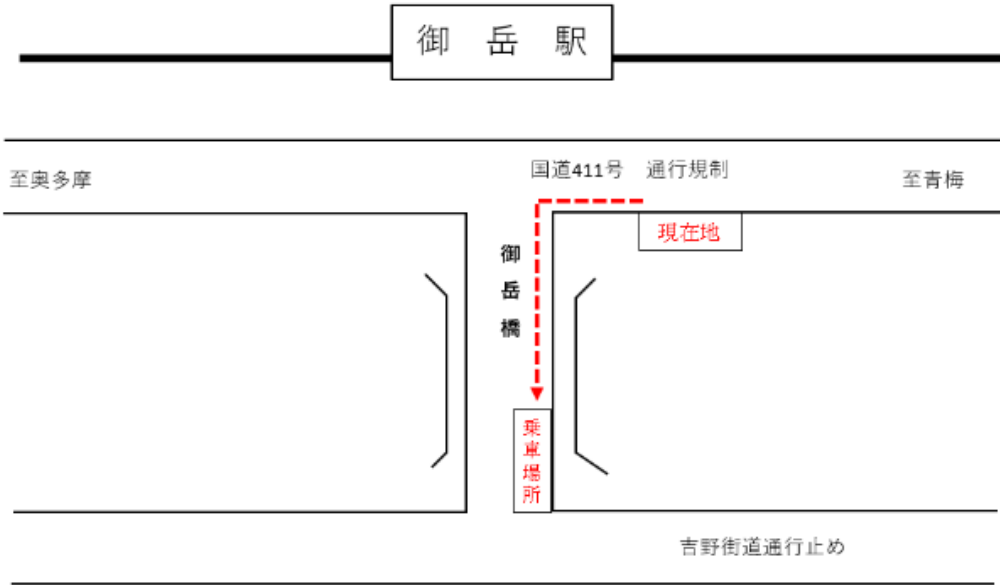 御岳駅
国道411号 通行規制
至奥多摩
至青梅
現在地
御岳橋
乗車場所
吉野街道通行止め